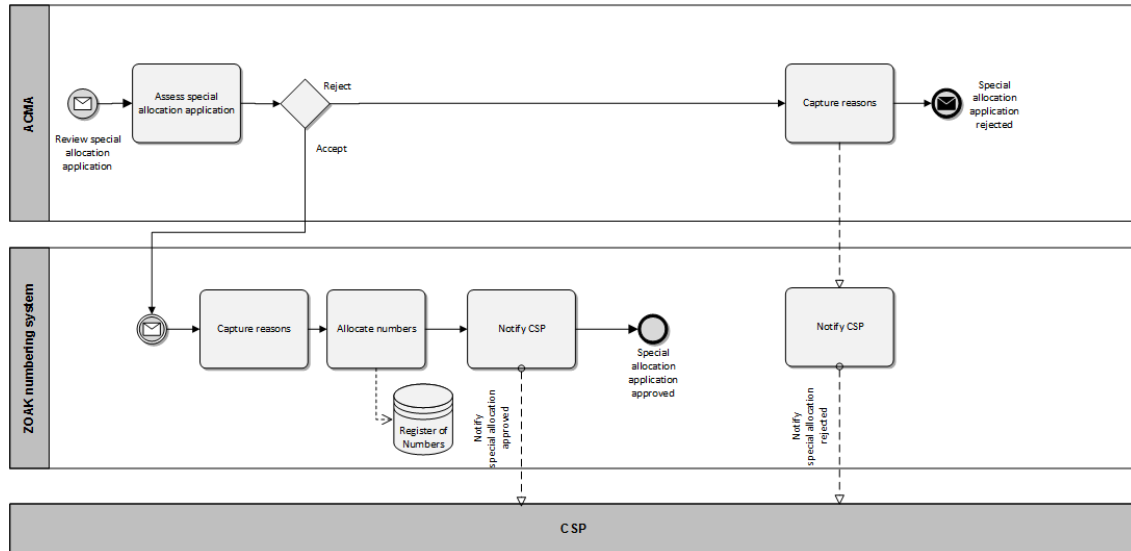 ACMA
Review special
allocation
application
Assess special
allocation application
Reject
Accept
Capture reasons
Special
allocation
application
rejected
ZOAK numbering system
Capture reasons
Allocate numbers
Register of
Numbers
Notify CSP
Notify
special allocation
approved
Special
allocation
application
approved
Notify CSP
Notify
special allocation
rejected
CSP